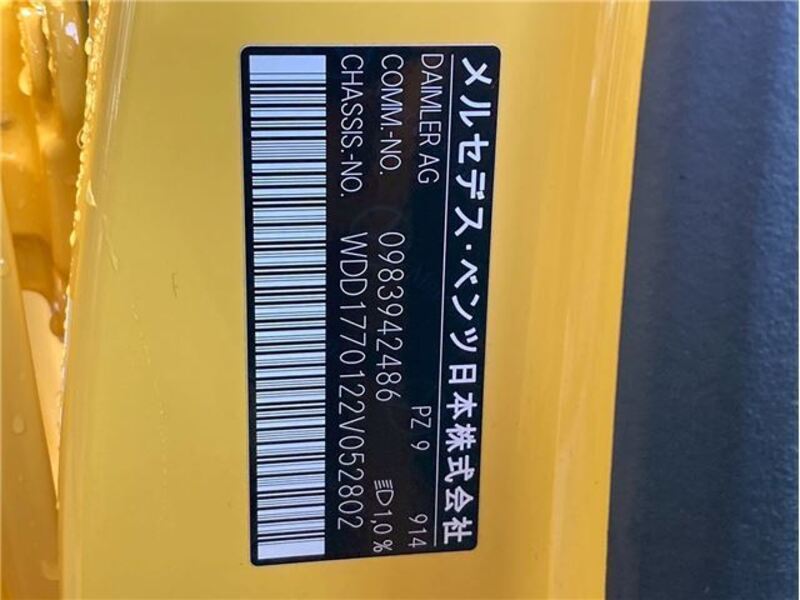 メルセデス・ベンツ日本株式会社
DAIMLER AG PZ 9 914
COMM.-NO. 0983942486 1,0 %
CHASSIS.-NO. WDD1770122V052802